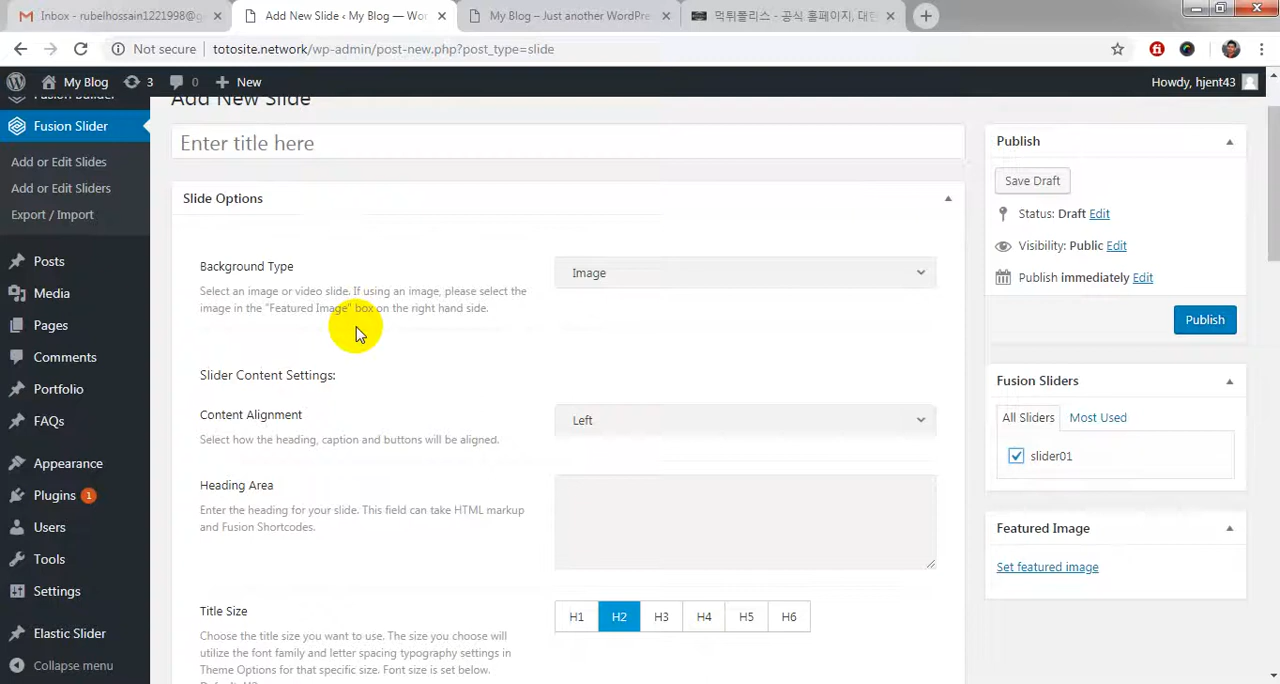 Inbox - rubelhossain1221998@g
Add New Slide ‹ My Blog — Wor
My Blog – Just another WordPre
먹튀폴리스 - 공식 홈페이지, 대한
Not secure
totosite.network/wp-admin/post-new.php?post_type=slide
My Blog
3
0
New
Howdy, hjent43
Fusion Builder
Fusion Slider
Add or Edit Slides
Add or Edit Sliders
Export / Import
Posts
Media
Pages
Comments
Portfolio
FAQs
Appearance
Plugins 1
Users
Tools
Settings
Elastic Slider
Collapse menu
Add New Slide
Enter title here
Slide Options
Background Type
Select an image or video slide. If using an image, please select the
image in the "Featured Image" box on the right hand side.
Image
Slider Content Settings:
Content Alignment
Select how the heading, caption and buttons will be aligned.
Left
Heading Area
Enter the heading for your slide. This field can take HTML markup
and Fusion Shortcodes.
Title Size
Choose the title size you want to use. The size you choose will
utilize the font family and letter spacing typography settings in
Theme Options for that specific size. Font size is set below.
H1 H2 H3 H4 H5 H6
Publish
Save Draft
Status: Draft Edit
Visibility: Public Edit
Publish immediately Edit
Publish
Fusion Sliders
All Sliders
Most Used
slider01
Featured Image
Set featured image